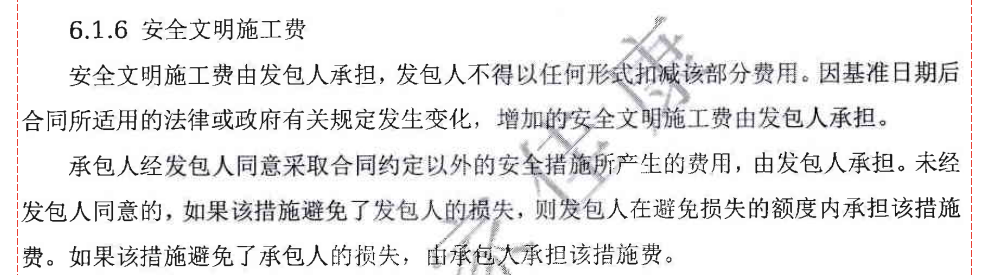 6.1.6 安全文明施工费
安全文明施工费由发包人承担，发包人不得以任何形式扣减该部分费用。因基准日期后
合同所适用的法律或政府有关规定发生变化，增加的安全文明施工费由发包人承担。
承包人经发包人同意采取合同约定以外的安全措施所产生的费用，由发包人承担。未经
发包人同意的，如果该措施避免了发包人的损失，则发包人在避免损失的额度内承担该措施
费。如果该措施避免了承包人的损失，由承包人承担该措施费。